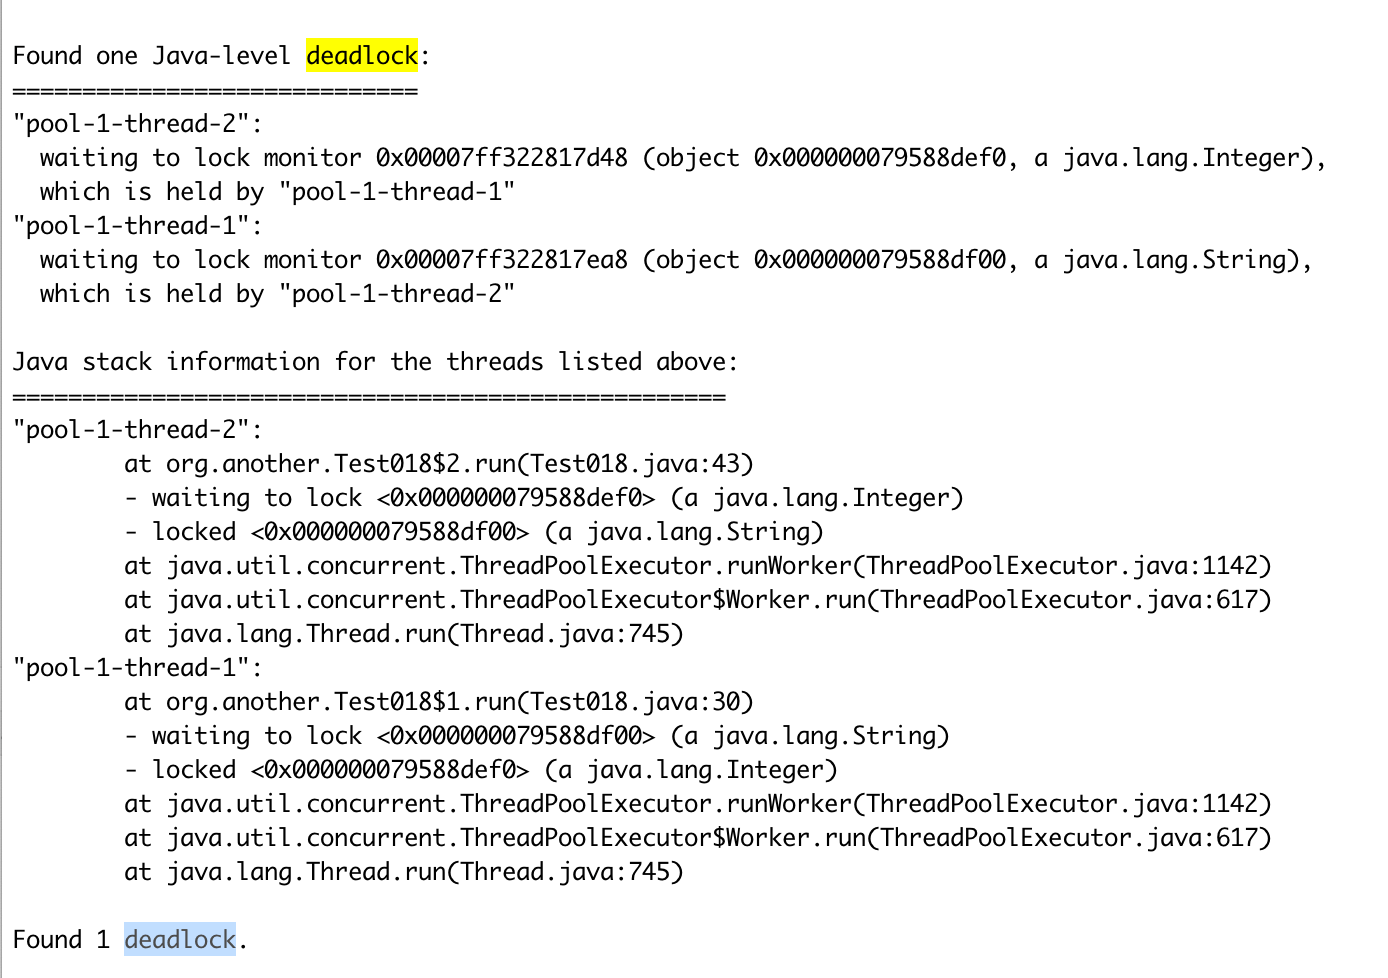 Found one Java-level deadlock:
=============================
"pool-1-thread-2":
  waiting to lock monitor 0x00007ff322817d48 (object 0x000000079588def0, a java.lang.Integer),
  which is held by "pool-1-thread-1"
"pool-1-thread-1":
  waiting to lock monitor 0x00007ff322817ea8 (object 0x000000079588df00, a java.lang.String),
  which is held by "pool-1-thread-2"

Java stack information for the threads listed above:
===================================================
"pool-1-thread-2":
        at org.another.Test018$2.run(Test018.java:43)
        - waiting to lock <0x000000079588def0> (a java.lang.Integer)
        - locked <0x000000079588df00> (a java.lang.String)
        at java.util.concurrent.ThreadPoolExecutor.runWorker(ThreadPoolExecutor.java:1142)
        at java.util.concurrent.ThreadPoolExecutor$Worker.run(ThreadPoolExecutor.java:617)
        at java.lang.Thread.run(Thread.java:745)
"pool-1-thread-1":
        at org.another.Test018$1.run(Test018.java:30)
        - waiting to lock <0x000000079588df00> (a java.lang.String)
        - locked <0x000000079588def0> (a java.lang.Integer)
        at java.util.concurrent.ThreadPoolExecutor.runWorker(ThreadPoolExecutor.java:1142)
        at java.util.concurrent.ThreadPoolExecutor$Worker.run(ThreadPoolExecutor.java:617)
        at java.lang.Thread.run(Thread.java:745)

Found 1 deadlock.